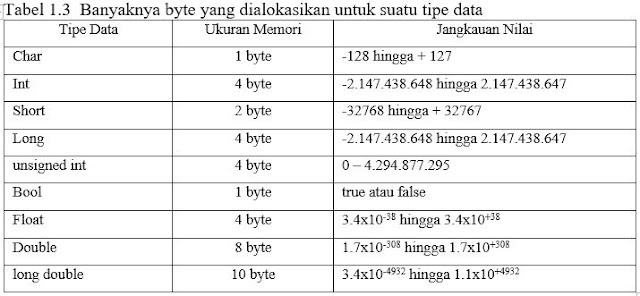 Tabel 1.3 Banyaknya byte yang dialokasikan untuk suatu tipe data
Tipe Data Ukuran Memori Jangkauan Nilai
Char 1 byte -128 hingga + 127
Int 4 byte -2.147.438.648 hingga 2.147.438.647
Short 2 byte -32768 hingga + 32767
Long 4 byte -2.147.438.648 hingga 2.147.438.647
unsigned int 4 byte 0 – 4.294.877.295
Bool 1 byte true atau false
Float 4 byte 3.4x10⁻³⁸ hingga 3.4x10⁺³⁸
Double 8 byte 1.7x10⁻³⁰⁸ hingga 1.7x10⁺³⁰⁸
long double 10 byte 3.4x10⁻⁴⁹³² hingga 1.1x10⁺⁴⁹³²